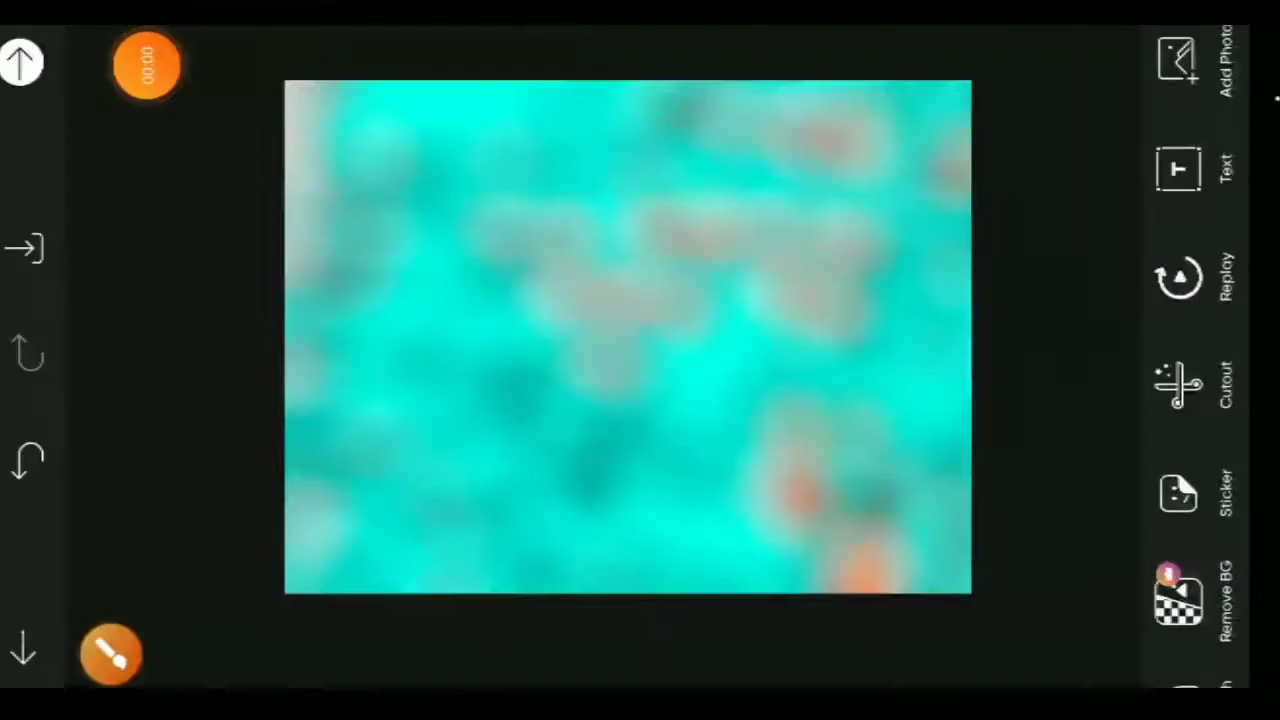 00:00
Add Photo
Text
Replay
Cutout
Sticker
Remove BG